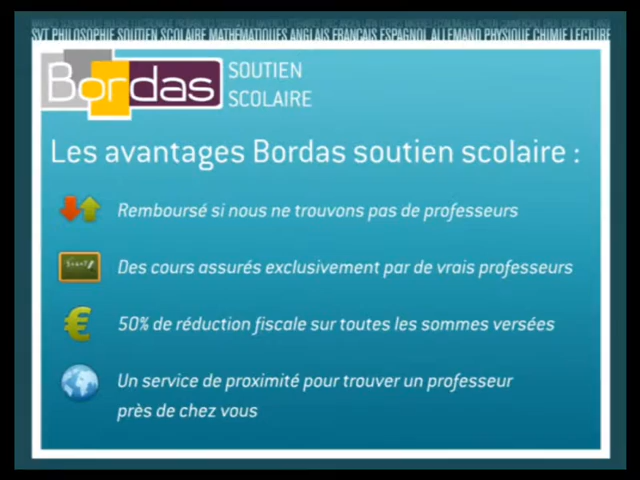 SVT PHILOSOPHIE SOUTIEN SCOLAIRE MATHÉMATIQUES ANGLAIS FRANÇAIS ESPAGNOL ALLEMAND PHYSIQUE CHIMIE LECTURE
Bordas SOUTIEN
SCOLAIRE
Les avantages Bordas soutien scolaire :
Remboursé si nous ne trouvons pas de professeurs
Des cours assurés exclusivement par de vrais professeurs
€ 50% de réduction fiscale sur toutes les sommes versées
Un service de proximité pour trouver un professeur
près de chez vous